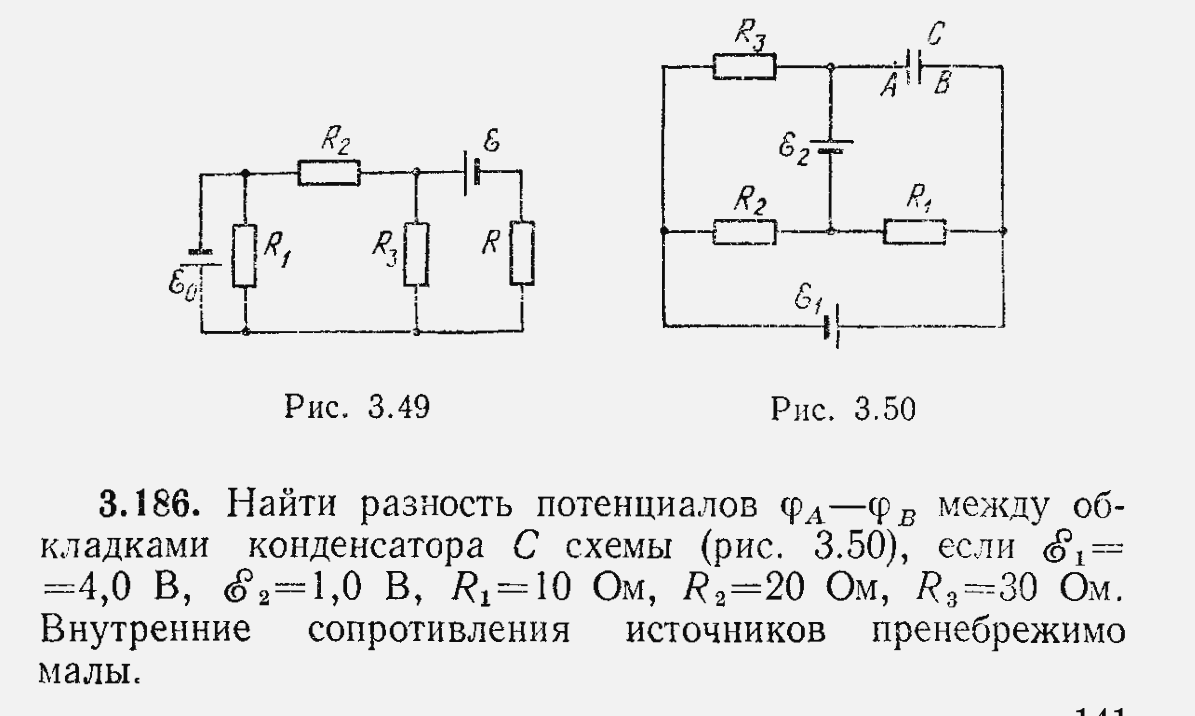 R₃
C
A
B
ℰ₂
R₂
R₁
ℰ₁
R₂
ℰ
R₁
R₃
R
ℰ₀
Рис. 3.49
Рис. 3.50
3.186. Найти разность потенциалов φ_A—φ_B между об-
кладками конденсатора C схемы (рис. 3.50), если ℰ₁=
=4,0 В, ℰ₂=1,0 В, R₁=10 Ом, R₂=20 Ом, R₃=30 Ом.
Внутренние сопротивления источников пренебрежимо
малы.